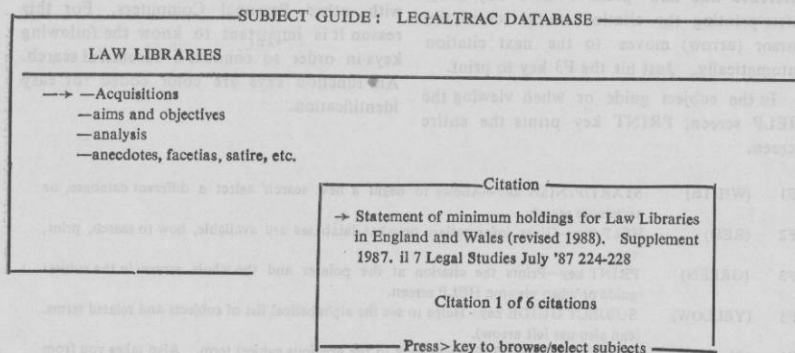 SUBJECT GUIDE: LEGALTRAC DATABASE
LAW LIBRARIES
—→ —Acquisitions
—aims and objectives
—analysis
—anecdotes, facetias, satire, etc.
Citation
→ Statement of minimum holdings for Law Libraries
in England and Wales (revised 1988). Supplement
1987. il 7 Legal Studies July '87 224-228
Citation 1 of 6 citations
Press> key to browse/select subjects